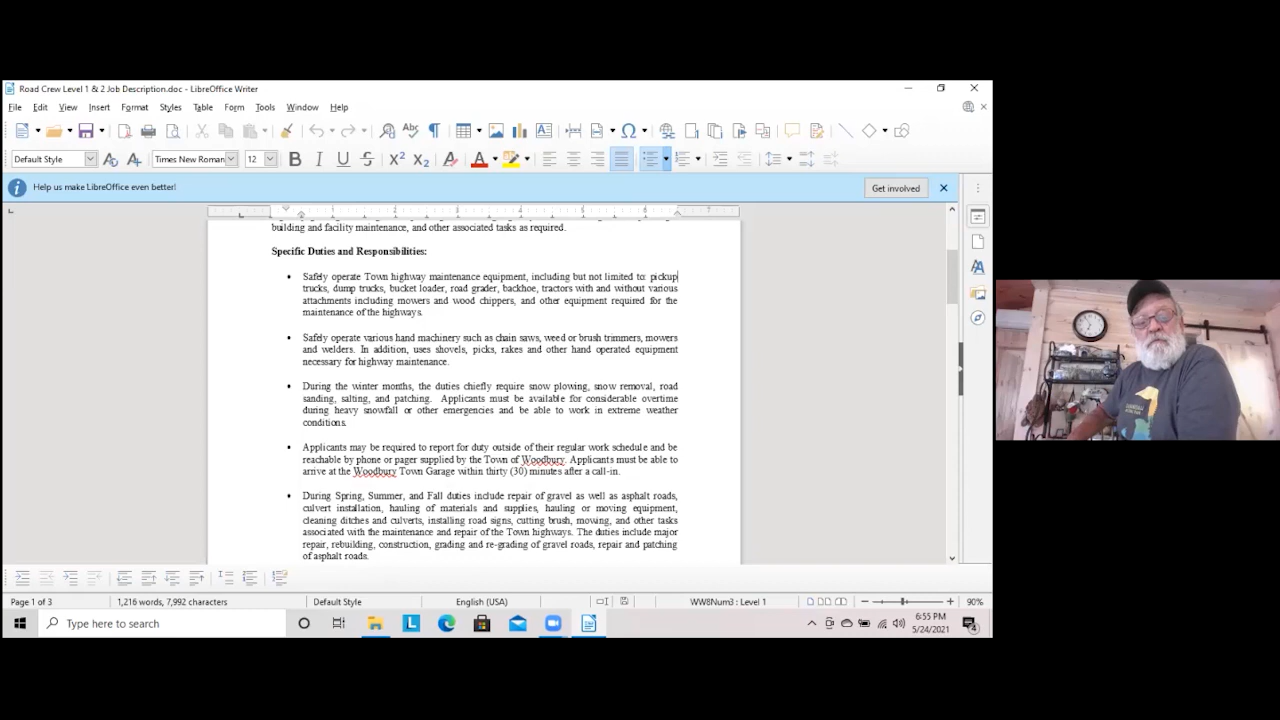 Road Crew Level 1 & 2 Job Description.doc - LibreOffice Writer
File Edit View Insert Format Styles Table Form Tools Window Help
Default Style Times New Roman 12
Help us make LibreOffice even better! Get involved
building and facility maintenance, and other associated tasks as required.
Specific Duties and Responsibilities:
• Safely operate Town highway maintenance equipment, including but not limited to: pickup
trucks, dump trucks, bucket loader, road grader, backhoe, tractors with and without various
attachments including mowers and wood chippers, and other equipment required for the
maintenance of the highways.
• Safely operate various hand machinery such as chain saws, weed or brush trimmers, mowers
and welders. In addition, uses shovels, picks, rakes and other hand operated equipment
necessary for highway maintenance.
• During the winter months, the duties chiefly require snow plowing, snow removal, road
sanding, salting, and patching. Applicants must be available for considerable overtime
during heavy snowfall or other emergencies and be able to work in extreme weather
conditions.
• Applicants may be required to report for duty outside of their regular work schedule and be
reachable by phone or pager supplied by the Town of Woodbury. Applicants must be able to
arrive at the Woodbury Town Garage within thirty (30) minutes after a call-in.
• During Spring, Summer, and Fall duties include repair of gravel as well as asphalt roads,
culvert installation, hauling of materials and supplies, hauling or moving equipment,
cleaning ditches and culverts, installing road signs, cutting brush, mowing, and other tasks
associated with the maintenance and repair of the Town highways. The duties include major
repair, rebuilding, construction, grading and re-grading of gravel roads, repair and patching
of asphalt roads.
Page 1 of 3 1,216 words, 7,992 characters Default Style English (USA) WW8Num3 : Level 1 90%
Type here to search
6:55 PM
5/24/2021
4